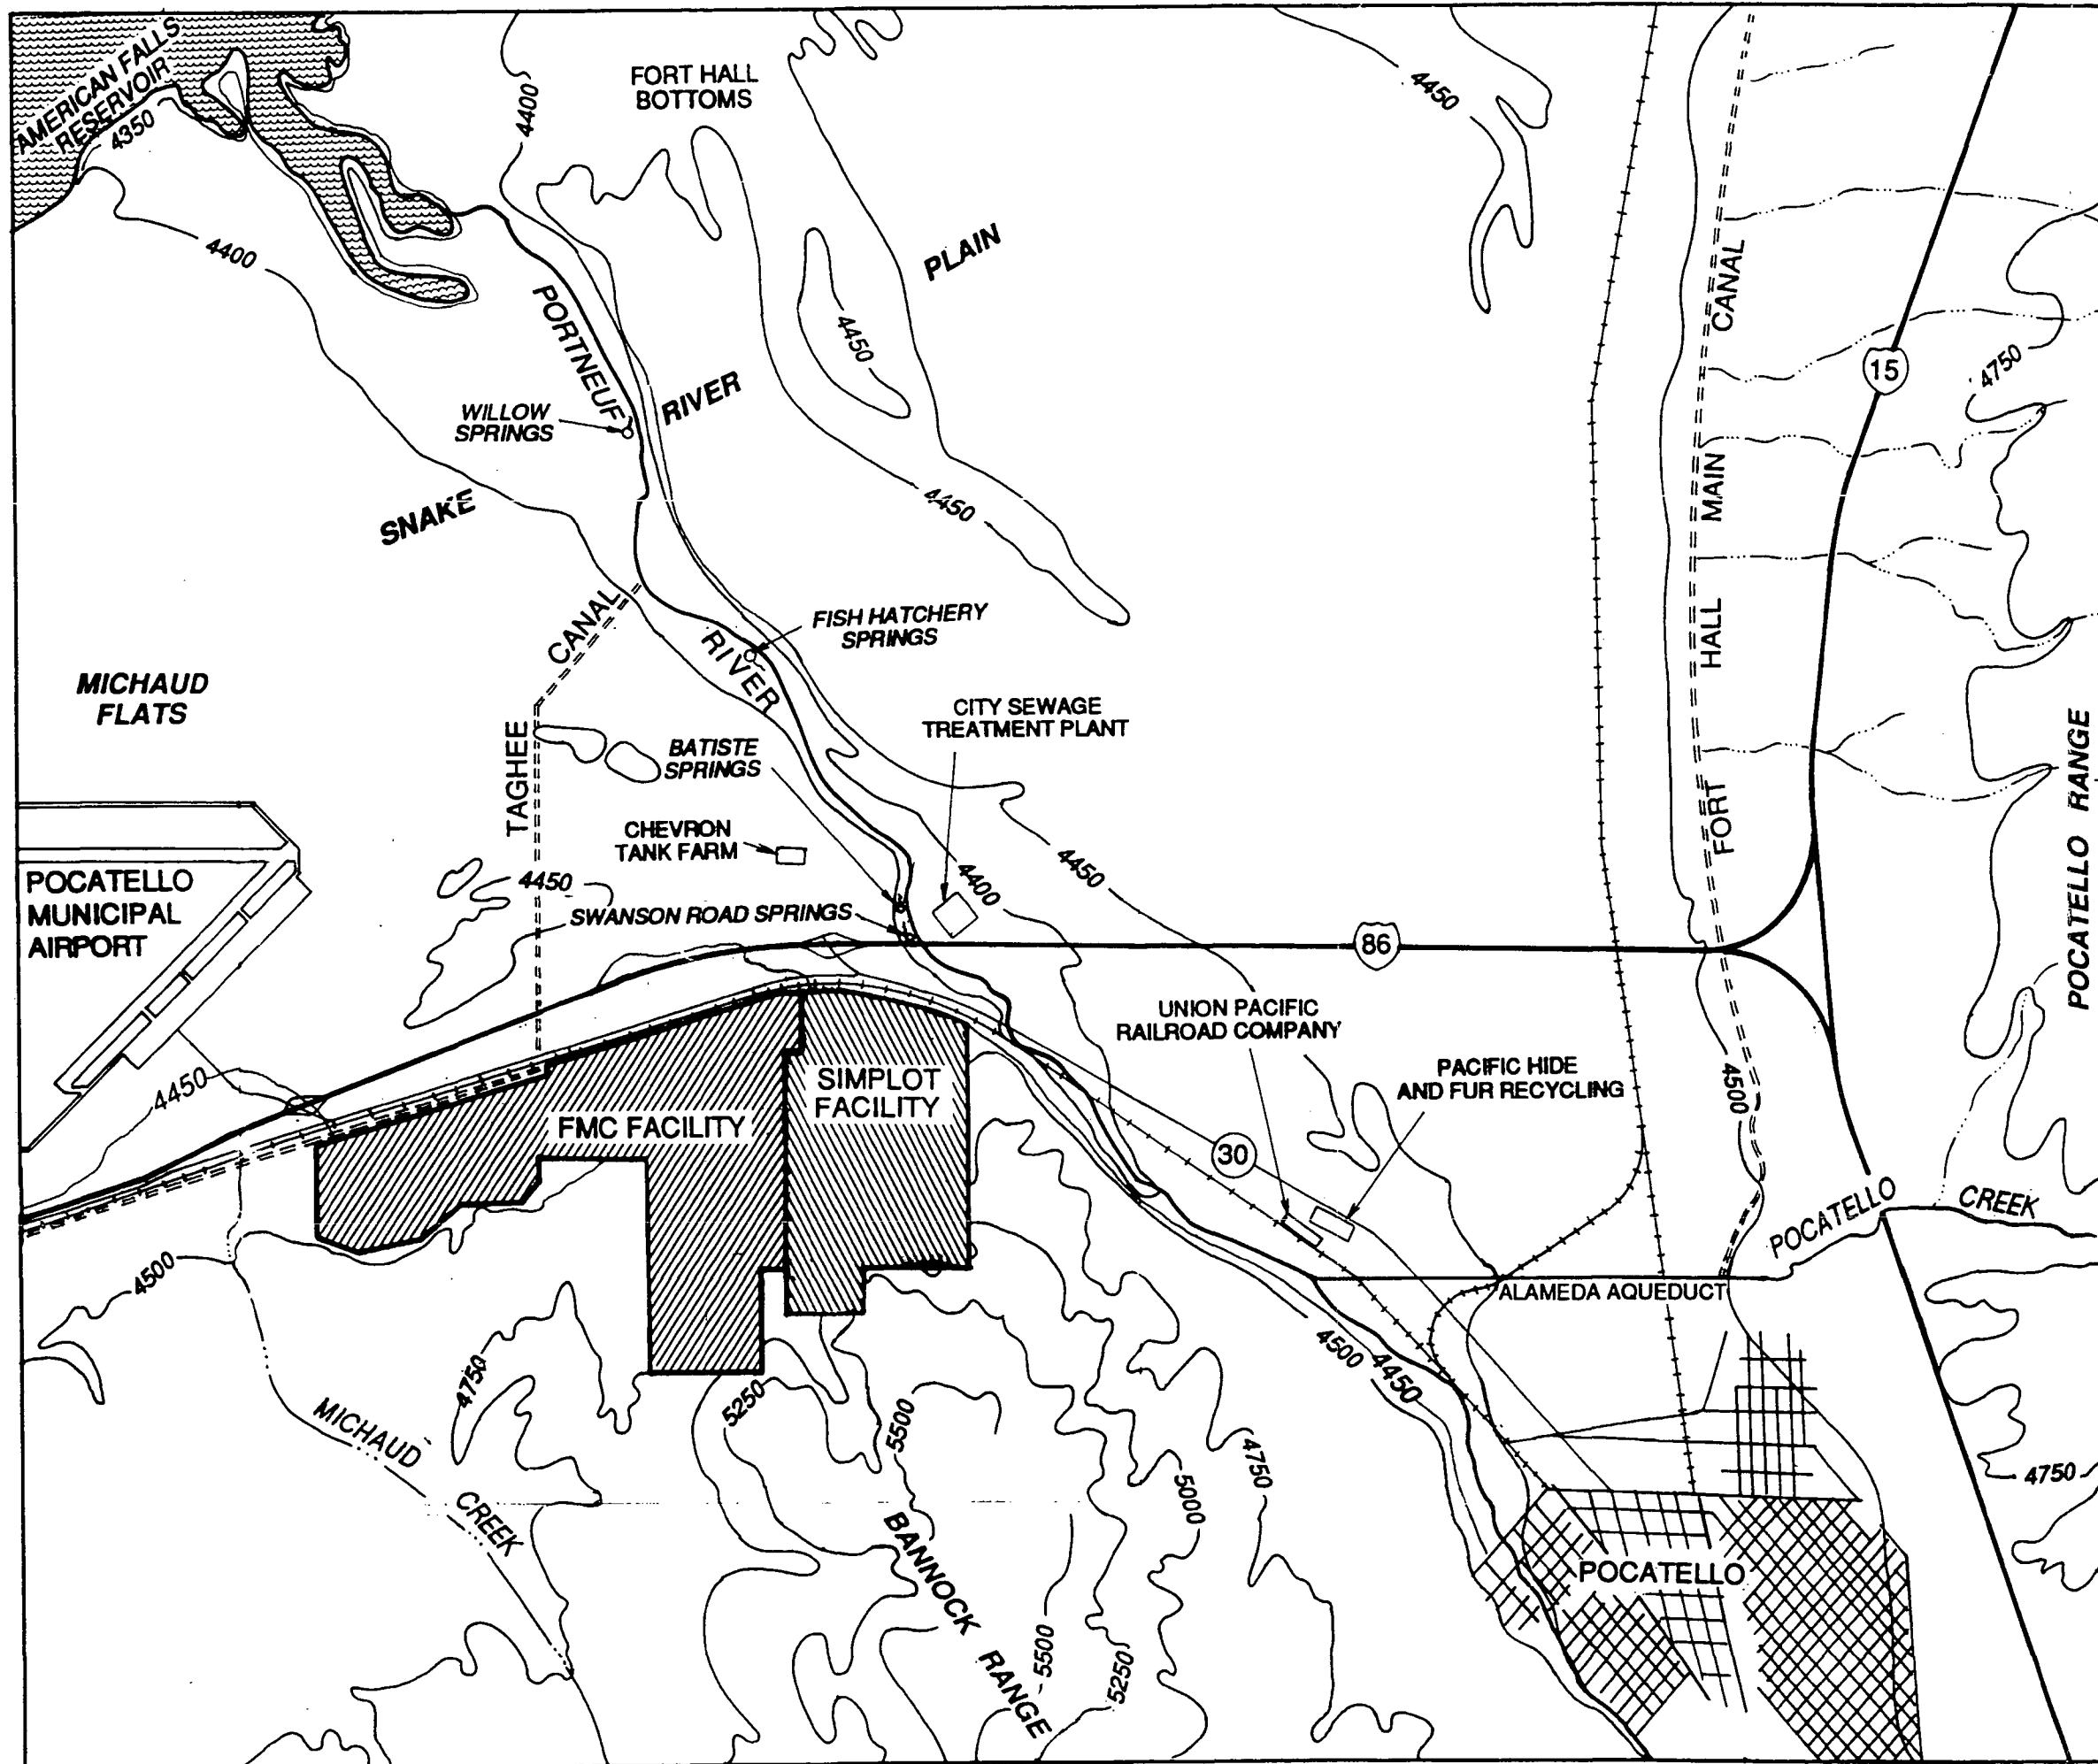 AMERICAN FALLS
RESERVOIR
4350
4400
FORT HALL
BOTTOMS
4450
4400
PLAIN
CANAL
15
4750
PORTNEUF
4450
RIVER
WILLOW
SPRINGS
SNAKE
4450
MAIN
HALL
CANAL
FISH HATCHERY
SPRINGS
RIVER
MICHAUD
FLATS
CITY SEWAGE
TREATMENT PLANT
BATISTE
SPRINGS
TAGHEE
FORT
POCATELLO RANGE
CHEVRON
TANK FARM
4450
4400
4450
SWANSON ROAD SPRINGS
POCATELLO
MUNICIPAL
AIRPORT
86
UNION PACIFIC
RAILROAD COMPANY
PACIFIC HIDE
AND FUR RECYCLING
4500
4450
SIMPLOT
FACILITY
FMC FACILITY
30
POCATELLO
CREEK
4500
ALAMEDA AQUEDUCT
4500
4450
4750
5250
5500
MICHAUD
CREEK
4750
5000
4750
BANNOCK
RANGE
POCATELLO
5500
5250